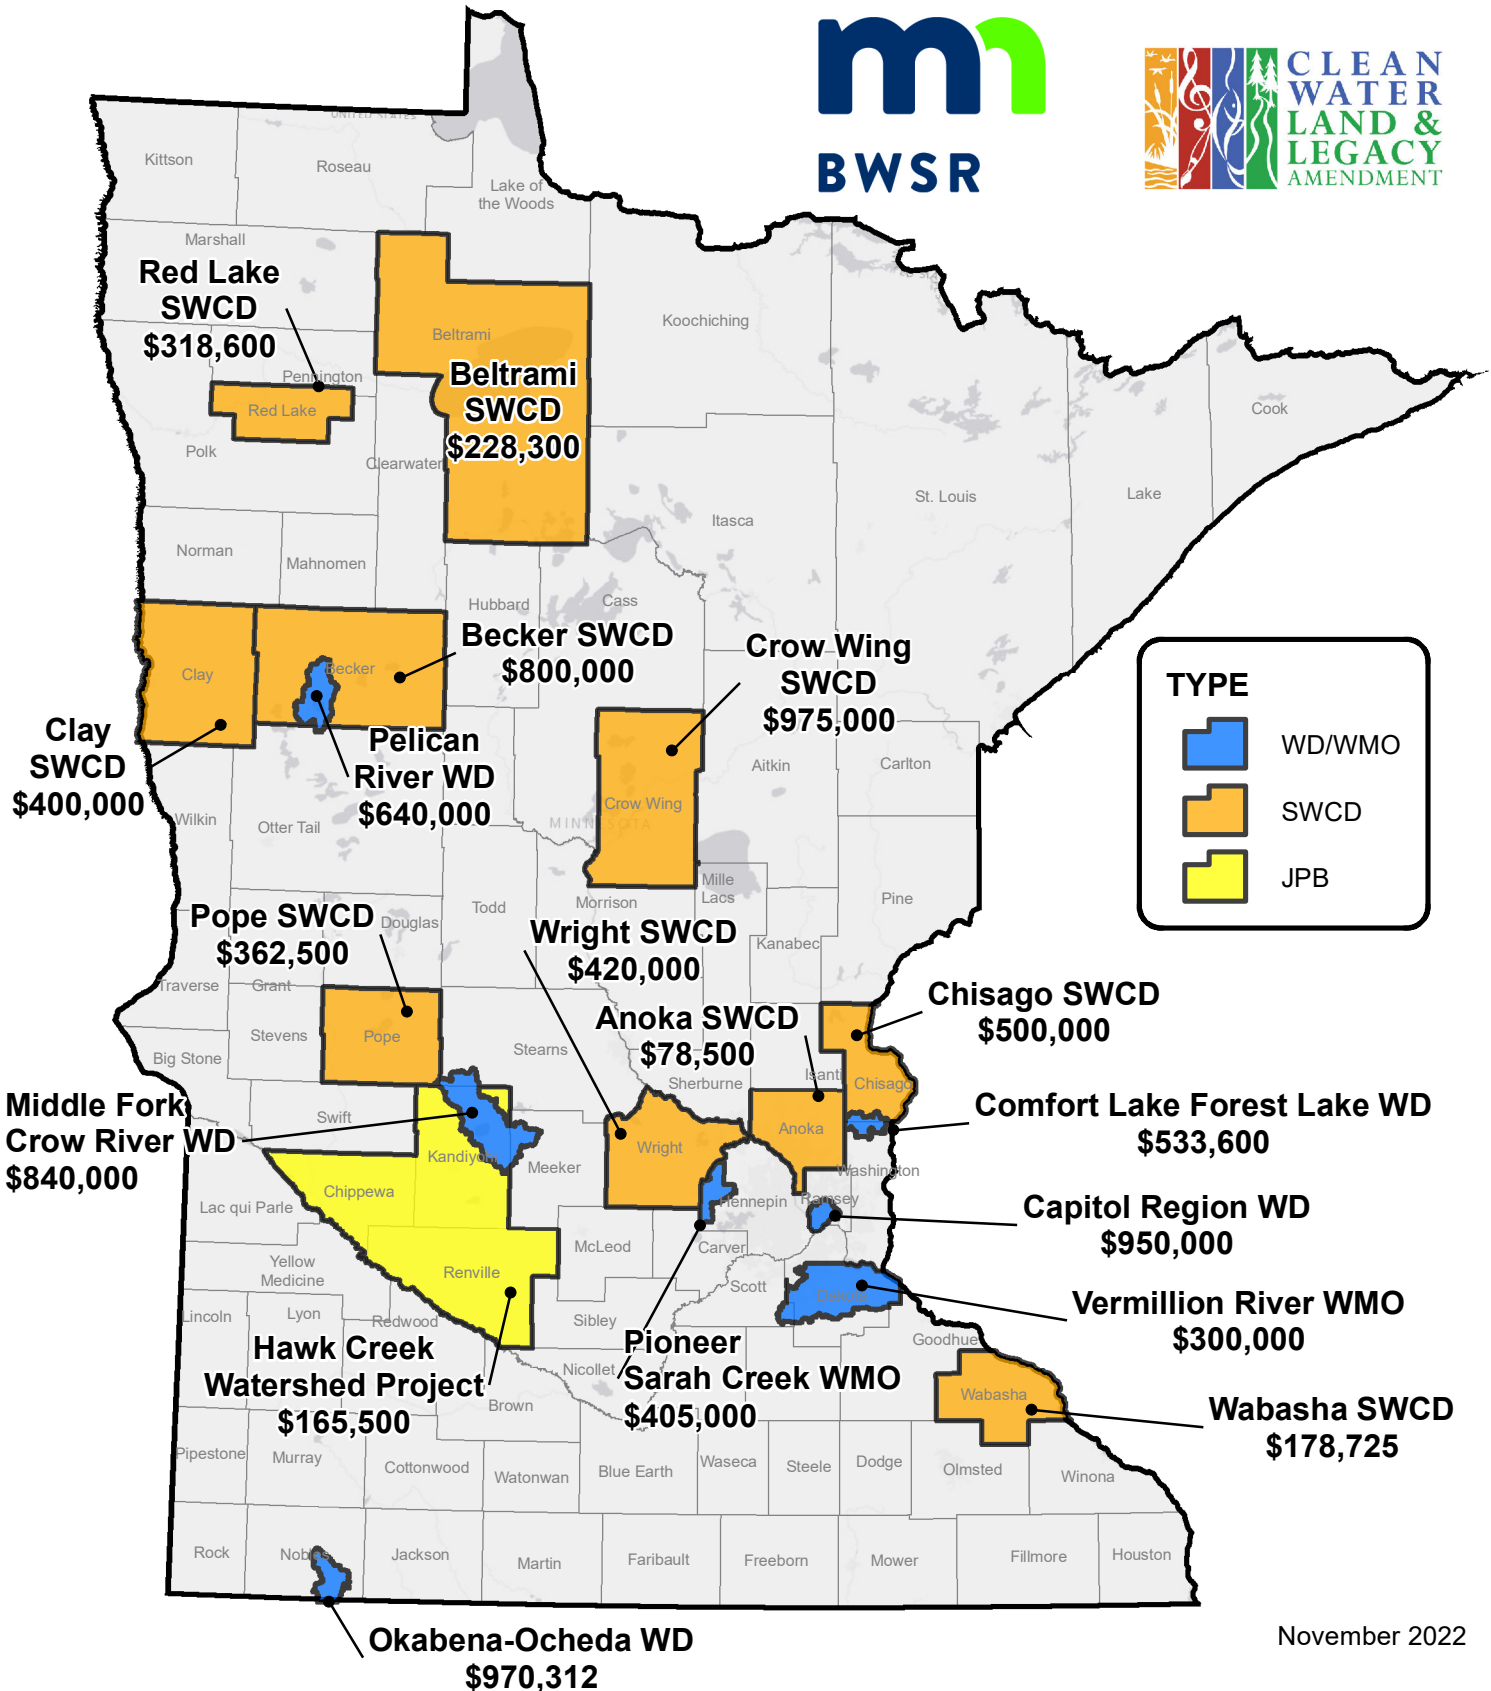 BWSR
CLEAN
WATER
LAND &
LEGACY
AMENDMENT
UNITED STATES
Kittson
Roseau
Lake of
the Woods
Marshall
Red Lake
SWCD
$318,600
Pennington
Red Lake
Polk
Clearwater
Beltrami
Beltrami
SWCD
$228,300
Koochiching
Cook
Lake
St. Louis
Itasca
Norman
Mahnomen
Hubbard
Cass
Clay
Becker
Becker SWCD
$800,000
Clay
SWCD
$400,000
Pelican
River WD
$640,000
Crow Wing
SWCD
$975,000
Crow Wing
Aitkin
Carlton
MINNESOTA
Wilkin
Otter Tail
TYPE
WD/WMO
SWCD
JPB
Mille
Lacs
Pine
Kanabec
Morrison
Todd
Douglas
Pope SWCD
$362,500
Wright SWCD
$420,000
Traverse
Grant
Stevens
Pope
Big Stone
Stearns
Anoka SWCD
$78,500
Sherburne
Isanti
Chisago
Chisago SWCD
$500,000
Middle Fork
Crow River WD
$840,000
Swift
Kandiyohi
Meeker
Wright
Anoka
Comfort Lake Forest Lake WD
$533,600
Washington
Ramsey
Hennepin
Capitol Region WD
$950,000
Chippewa
Lac qui Parle
Yellow
Medicine
Renville
McLeod
Carver
Scott
Dakota
Vermillion River WMO
$300,000
Lincoln
Lyon
Redwood
Sibley
Goodhue
Hawk Creek
Watershed Project
$165,500
Nicollet
Brown
Pioneer
Sarah Creek WMO
$405,000
Wabasha
Wabasha SWCD
$178,725
Pipestone
Murray
Cottonwood
Watonwan
Blue Earth
Waseca
Steele
Dodge
Olmsted
Winona
Rock
Nobles
Jackson
Martin
Faribault
Freeborn
Mower
Fillmore
Houston
Okabena-Ocheda WD
$970,312
November 2022